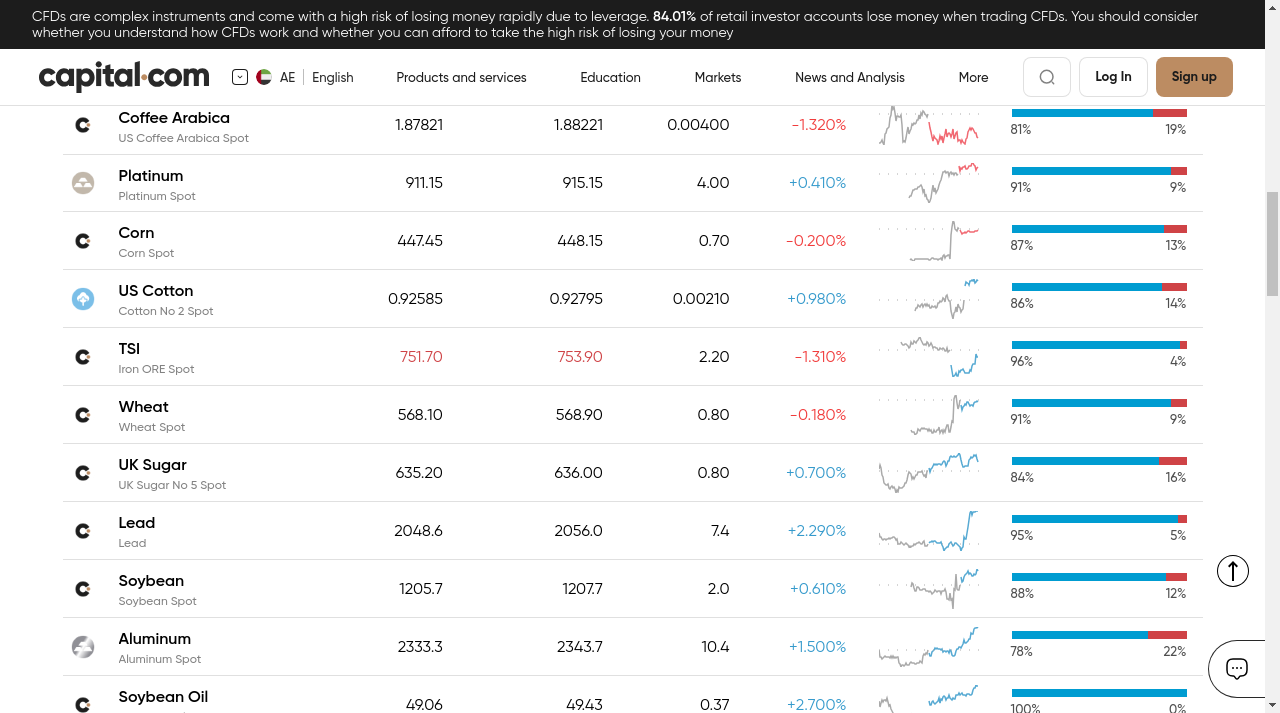 CFDs are complex instruments and come with a high risk of losing money rapidly due to leverage. 84.01% of retail investor accounts lose money when trading CFDs. You should consider
whether you understand how CFDs work and whether you can afford to take the high risk of losing your money
capital.com AE English Products and services Education Markets News and Analysis More Log In Sign up
Coffee Arabica
US Coffee Arabica Spot
1.87821 1.88221 0.00400 -1.320%
81% 19%
Platinum
Platinum Spot
911.15 915.15 4.00 +0.410%
91% 9%
Corn
Corn Spot
447.45 448.15 0.70 -0.200%
87% 13%
US Cotton
Cotton No 2 Spot
0.92585 0.92795 0.00210 +0.980%
86% 14%
TSI
Iron ORE Spot
751.70 753.90 2.20 -1.310%
96% 4%
Wheat
Wheat Spot
568.10 568.90 0.80 -0.180%
91% 9%
UK Sugar
UK Sugar No 5 Spot
635.20 636.00 0.80 +0.700%
84% 16%
Lead
Lead
2048.6 2056.0 7.4 +2.290%
95% 5%
Soybean
Soybean Spot
1205.7 1207.7 2.0 +0.610%
88% 12%
Aluminum
Aluminum Spot
2333.3 2343.7 10.4 +1.500%
78% 22%
Soybean Oil
49.06 49.43 0.37 +2.700%
100% 0%